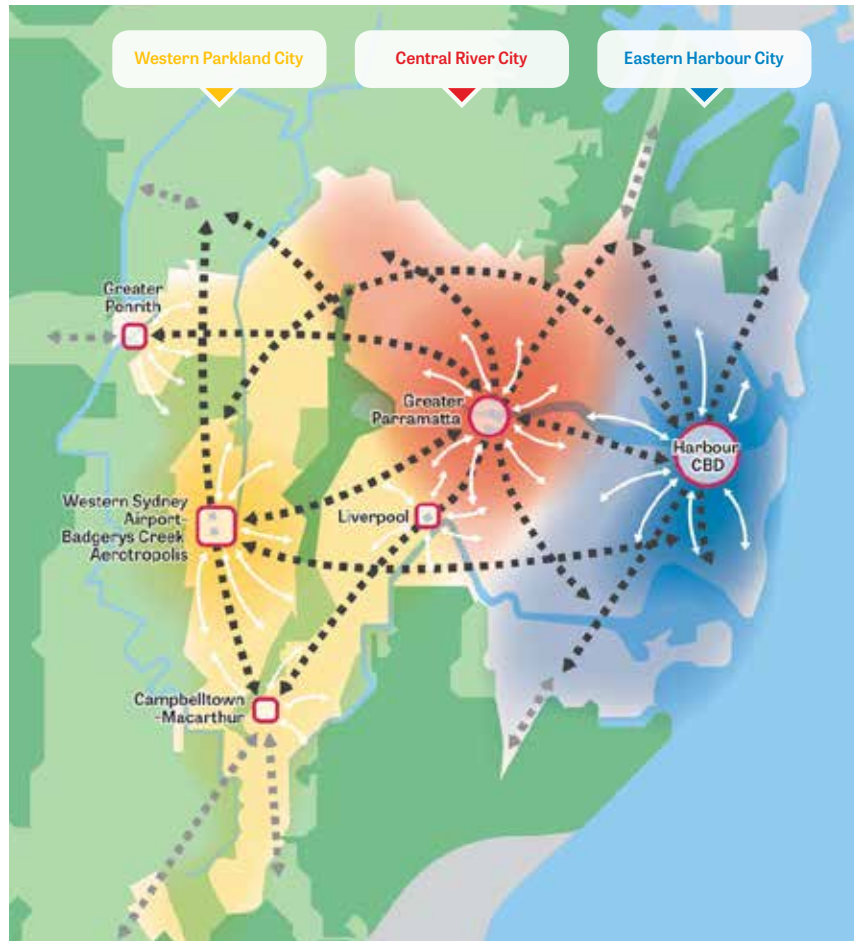 Western Parkland City
Central River City
Eastern Harbour City
Greater
Penrith
Greater
Parramatta
Harbour
CBD
Western Sydney
Airport-
Badgerys Creek
Aerotropolis
Liverpool
Campbelltown
-Macarthur